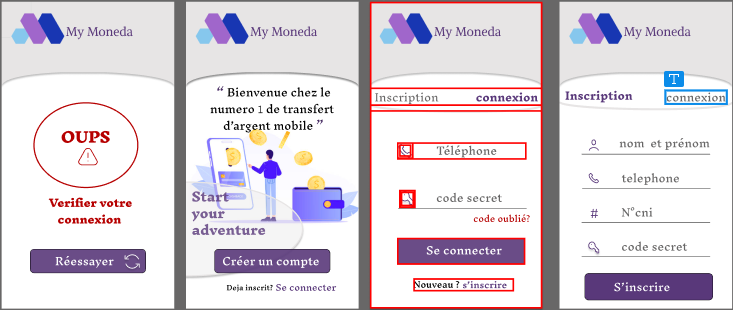 My Moneda
OUPS
Verifier votre
connexion
Réessayer
My Moneda
“ Bienvenue chez le
numero 1 de transfert
d’argent mobile ”
Start
your
adventure
Créer un compte
Deja inscrit? Se connecter
My Moneda
Inscription connexion
Téléphone
code secret
code oublié?
Se connecter
Nouveau ? s’inscrire
My Moneda
T
Inscription connexion
nom et prénom
telephone
# N°cni
code secret
S’inscrire